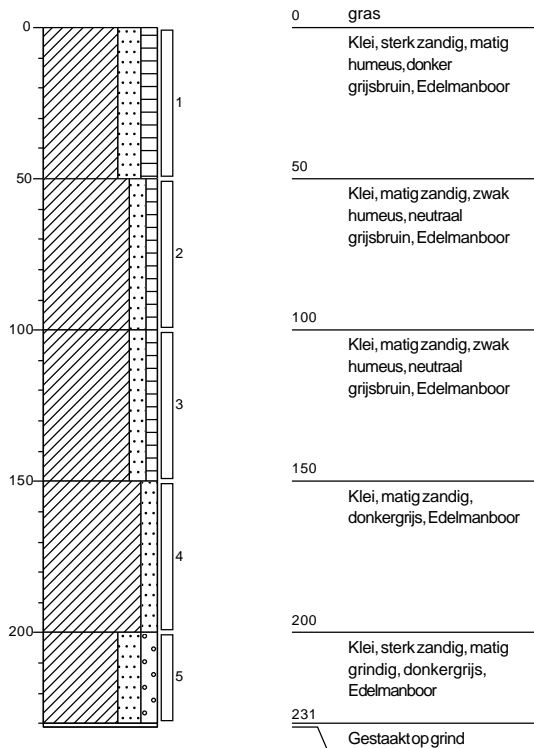 0
gras
Klei, sterk zandig, matig
humeus, donker
grijsbruin, Edelmanboor
1
50
50
Klei, matig zandig, zwak
humeus, neutraal
grijsbruin, Edelmanboor
2
100
100
Klei, matig zandig, zwak
humeus, neutraal
grijsbruin, Edelmanboor
3
150
150
Klei, matig zandig,
donkergrijs, Edelmanboor
4
200
200
Klei, sterk zandig, matig
grindig, donkergrijs,
Edelmanboor
5
231
Gestaakt op grind
0